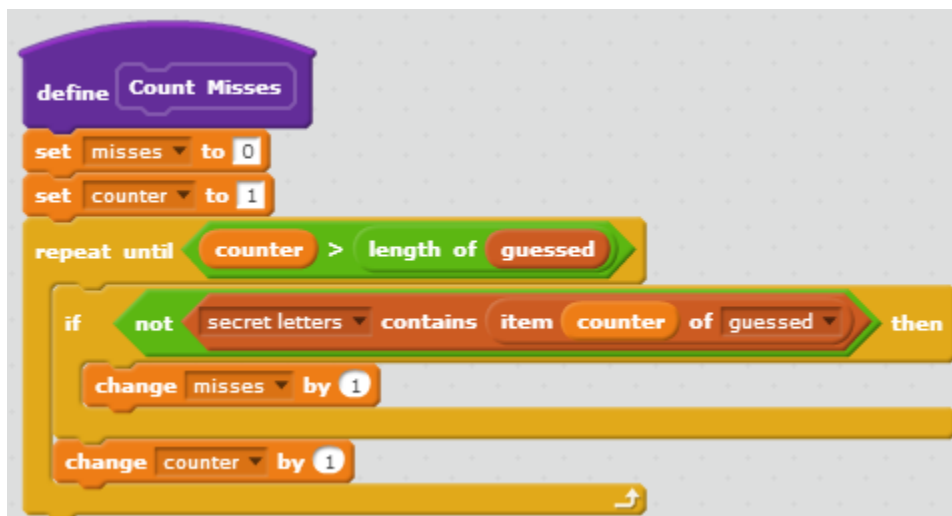 define Count Misses
set misses to 0
set counter to 1
repeat until counter > length of guessed
if not secret letters contains item counter of guessed then
change misses by 1
change counter by 1